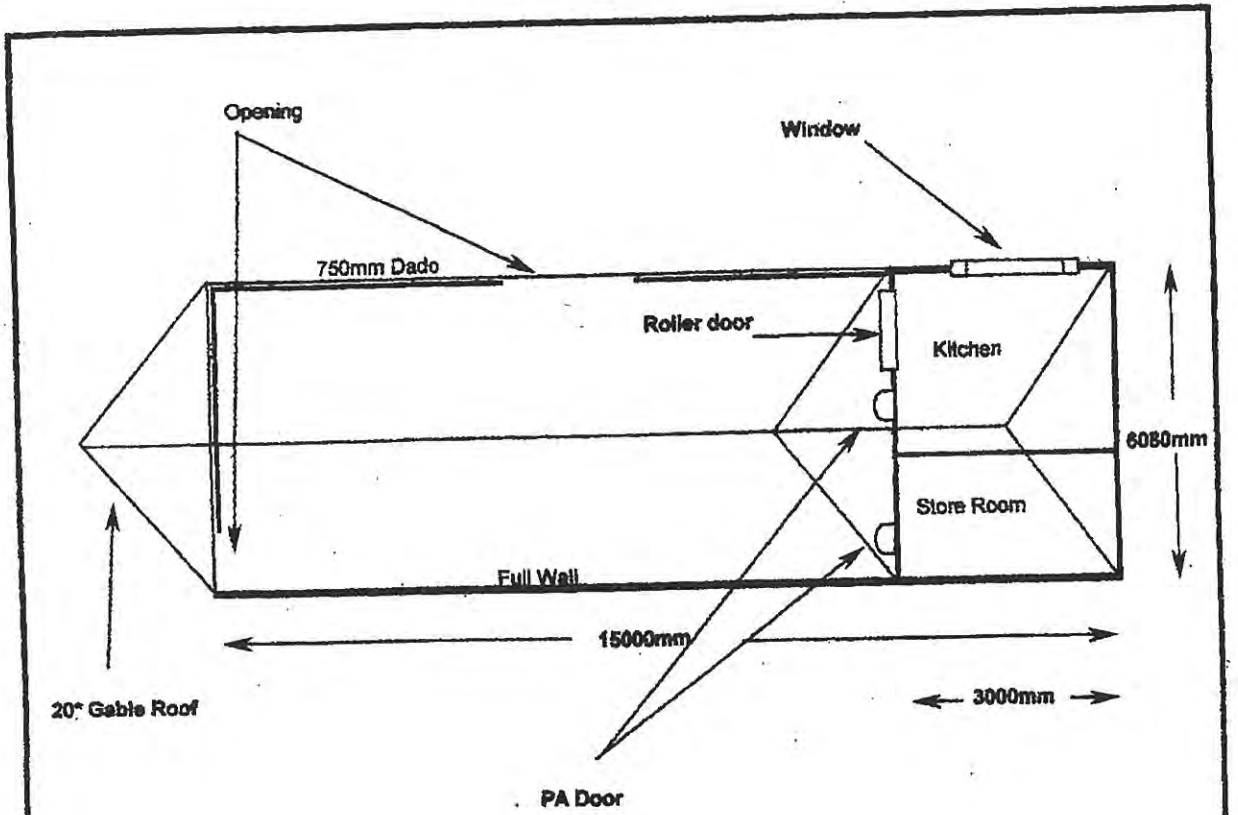 Opening
Window
750mm Dado
Roller door
Kitchen
6080mm
Store Room
Full Wall
15000mm
3000mm
20* Gable Roof
PA Door